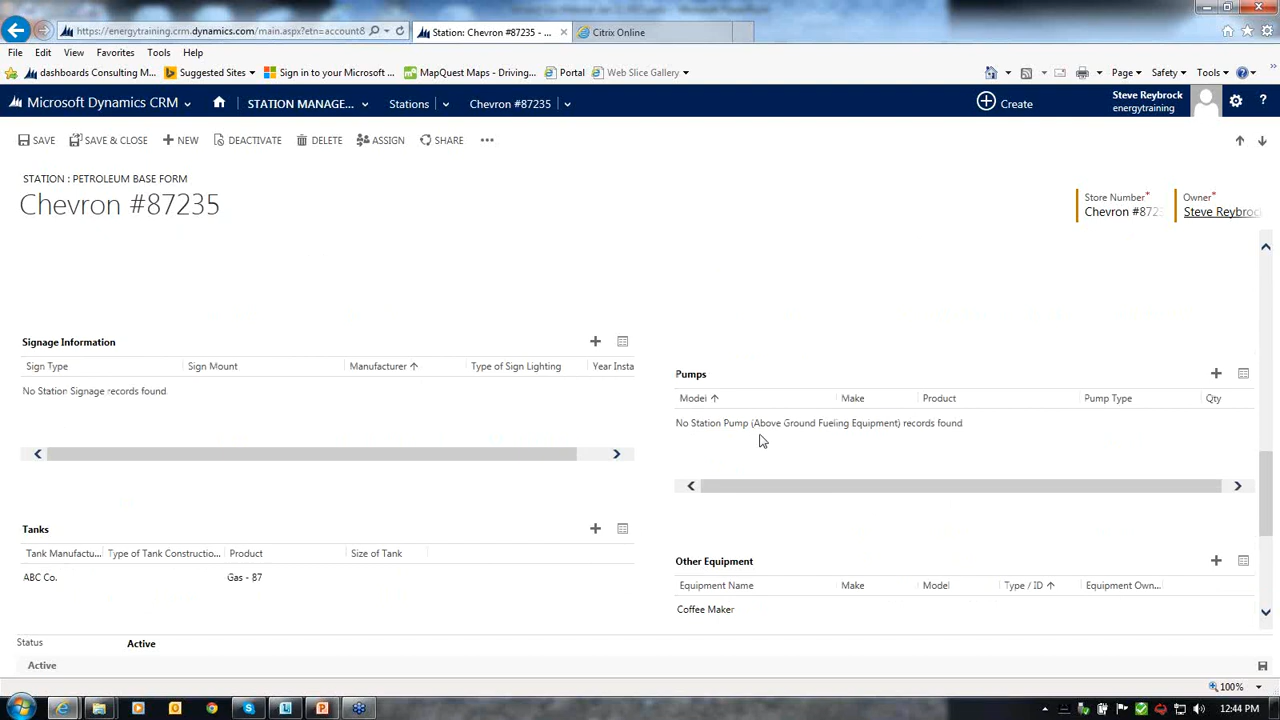 https://energytraining.crm.dynamics.com/main.aspx?etn=account8
Station: Chevron #87235 - ...
Citrix Online
File Edit View Favorites Tools Help
dashboards Consulting M...
Suggested Sites
Sign in to your Microsoft ...
MapQuest Maps - Driving,...
Portal
Web Slice Gallery
Page
Safety
Tools
Microsoft Dynamics CRM
STATION MANAGE...
Stations
Chevron #87235
Create
Steve Reybrock
energytraining
SAVE
SAVE & CLOSE
NEW
DEACTIVATE
DELETE
ASSIGN
SHARE
STATION : PETROLEUM BASE FORM
Chevron #87235
Store Number*
Chevron #872
Owner*
Steve Reybroc
Signage Information
Sign Type Sign Mount Manufacturer Type of Sign Lighting Year Insta
No Station Signage records found.
Pumps
Model Make Product Pump Type Qty
No Station Pump (Above Ground Fueling Equipment) records found.
Tanks
Tank Manufactu... Type of Tank Constructio... Product Size of Tank
ABC Co. Gas - 87
Other Equipment
Equipment Name Make Model Type / ID Equipment Own...
Coffee Maker
Status Active
Active
100%
12:44 PM